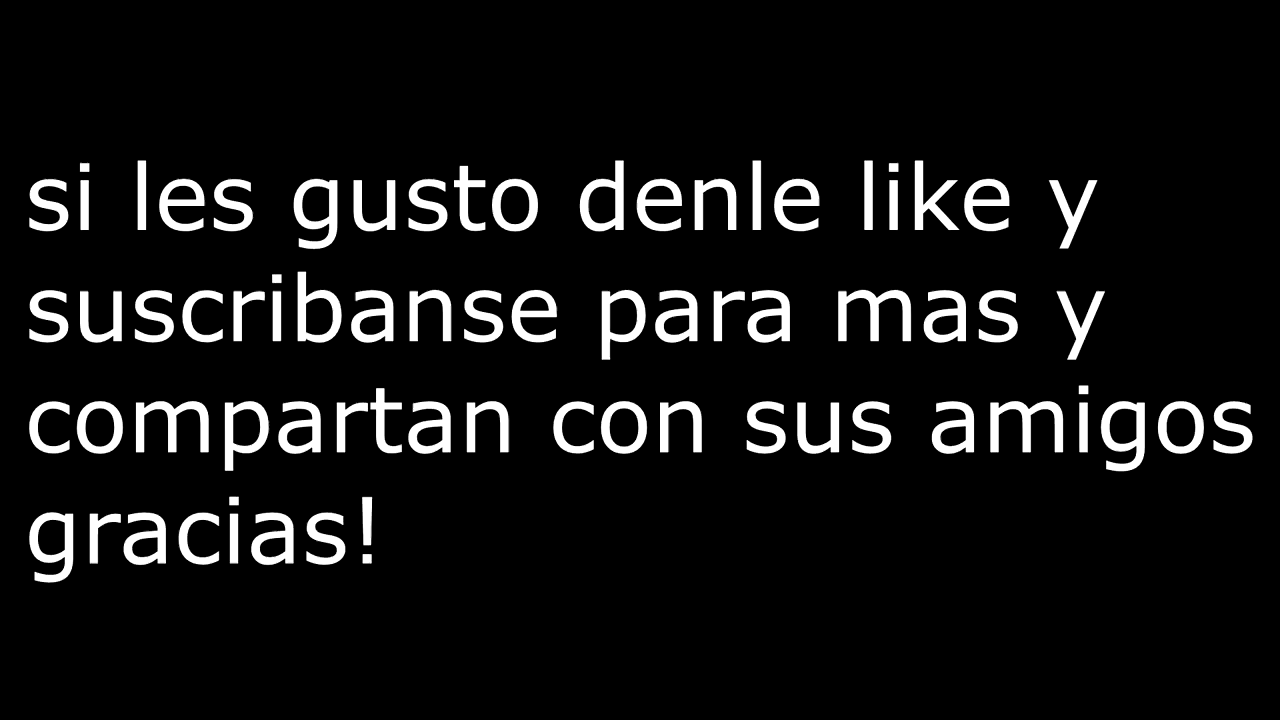 si les gusto denle like y
suscribanse para mas y
compartan con sus amigos
gracias!